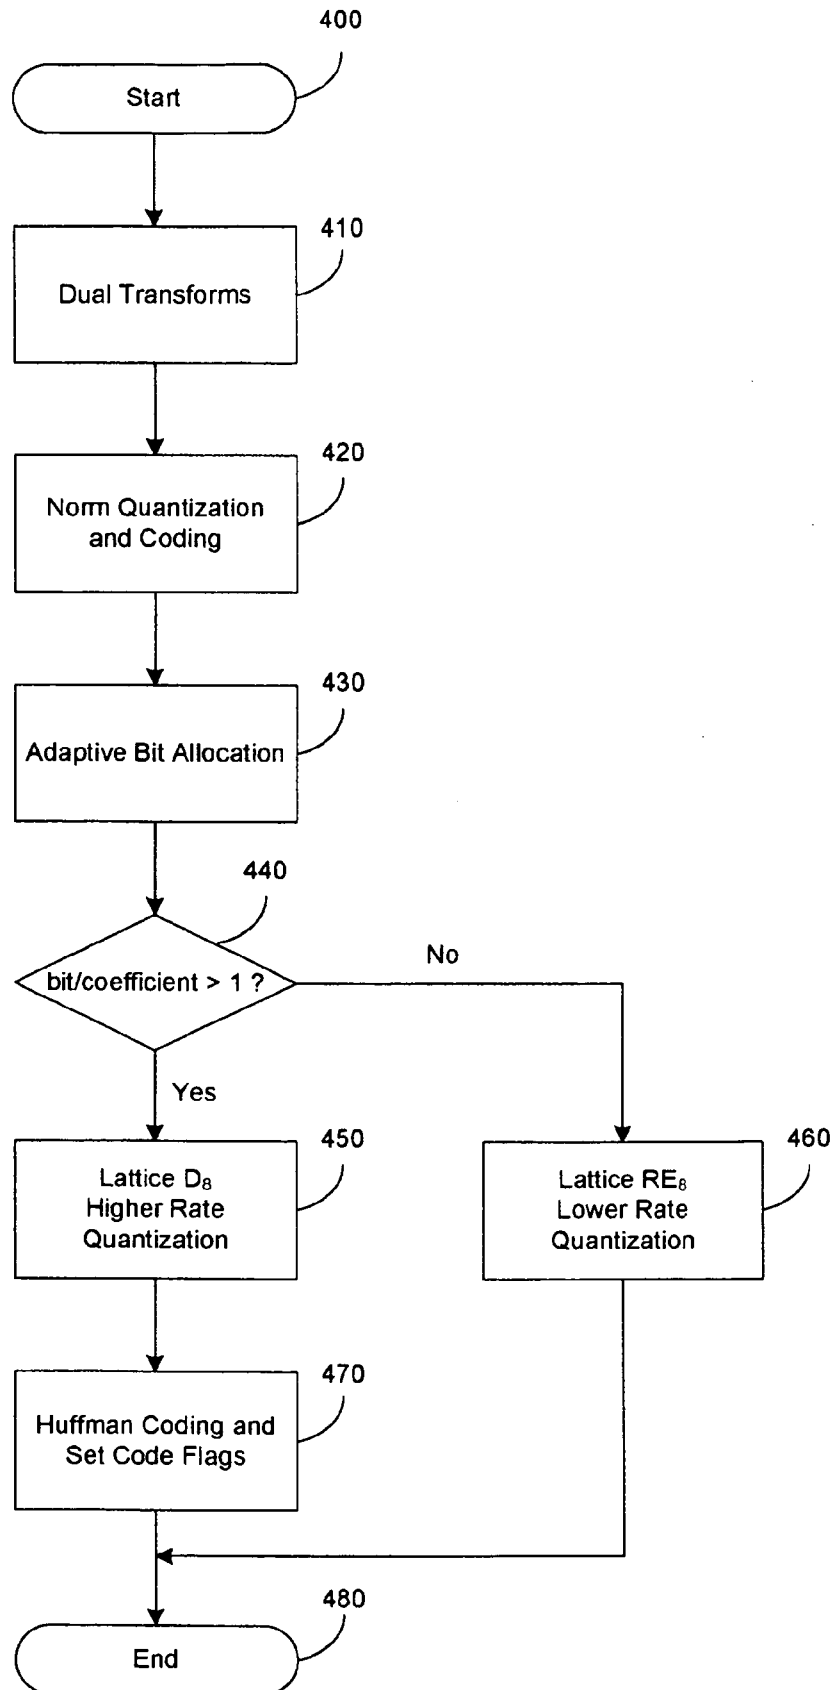 400
Start
410
Dual Transforms
420
Norm Quantization
and Coding
430
Adaptive Bit Allocation
440
bit/coefficient > 1 ?
No
Yes
450
Lattice D₈
Higher Rate
Quantization
460
Lattice RE₈
Lower Rate
Quantization
470
Huffman Coding and
Set Code Flags
480
End